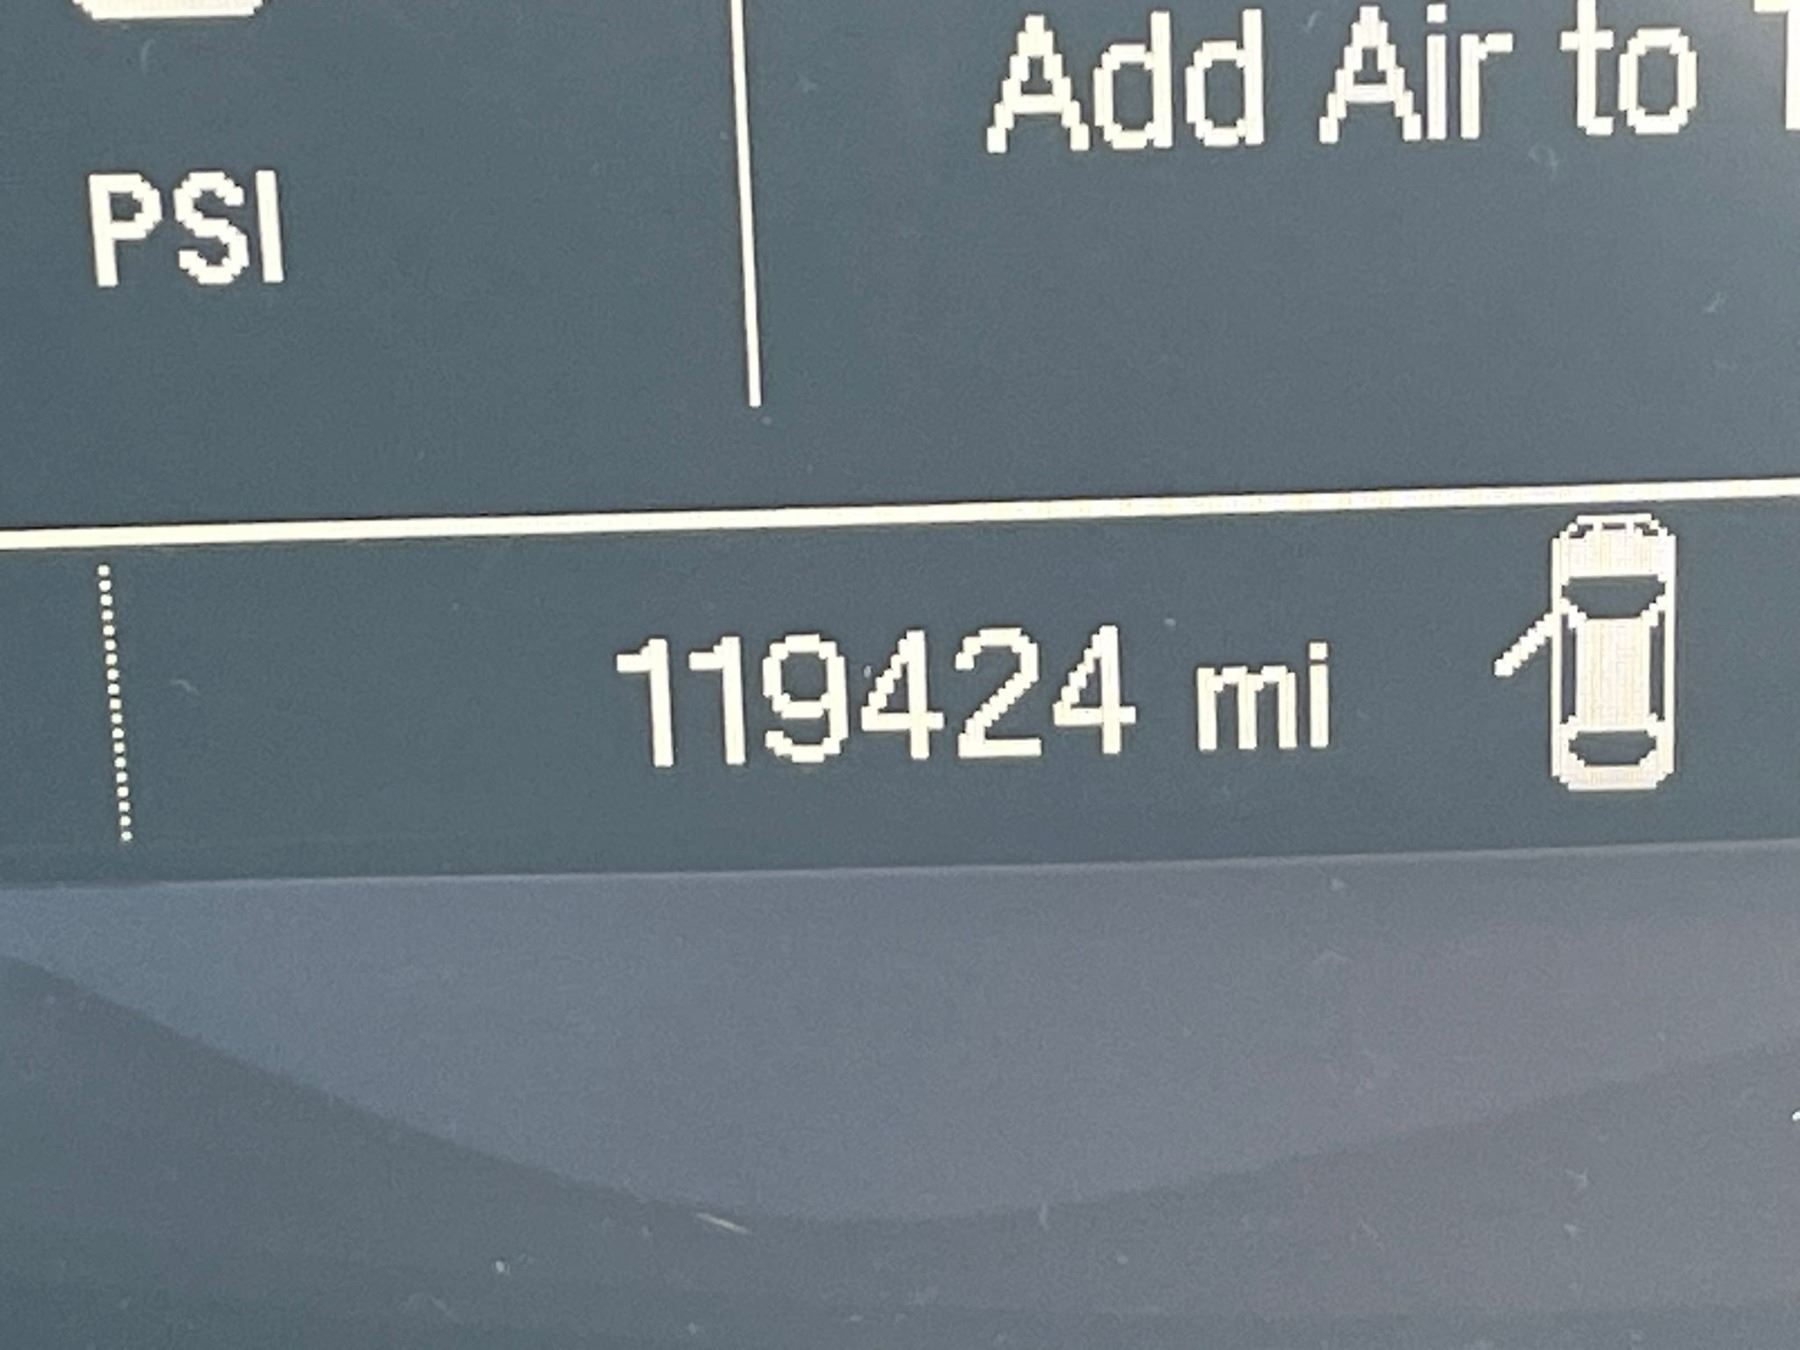 Add Air to
PSI
119424 mi